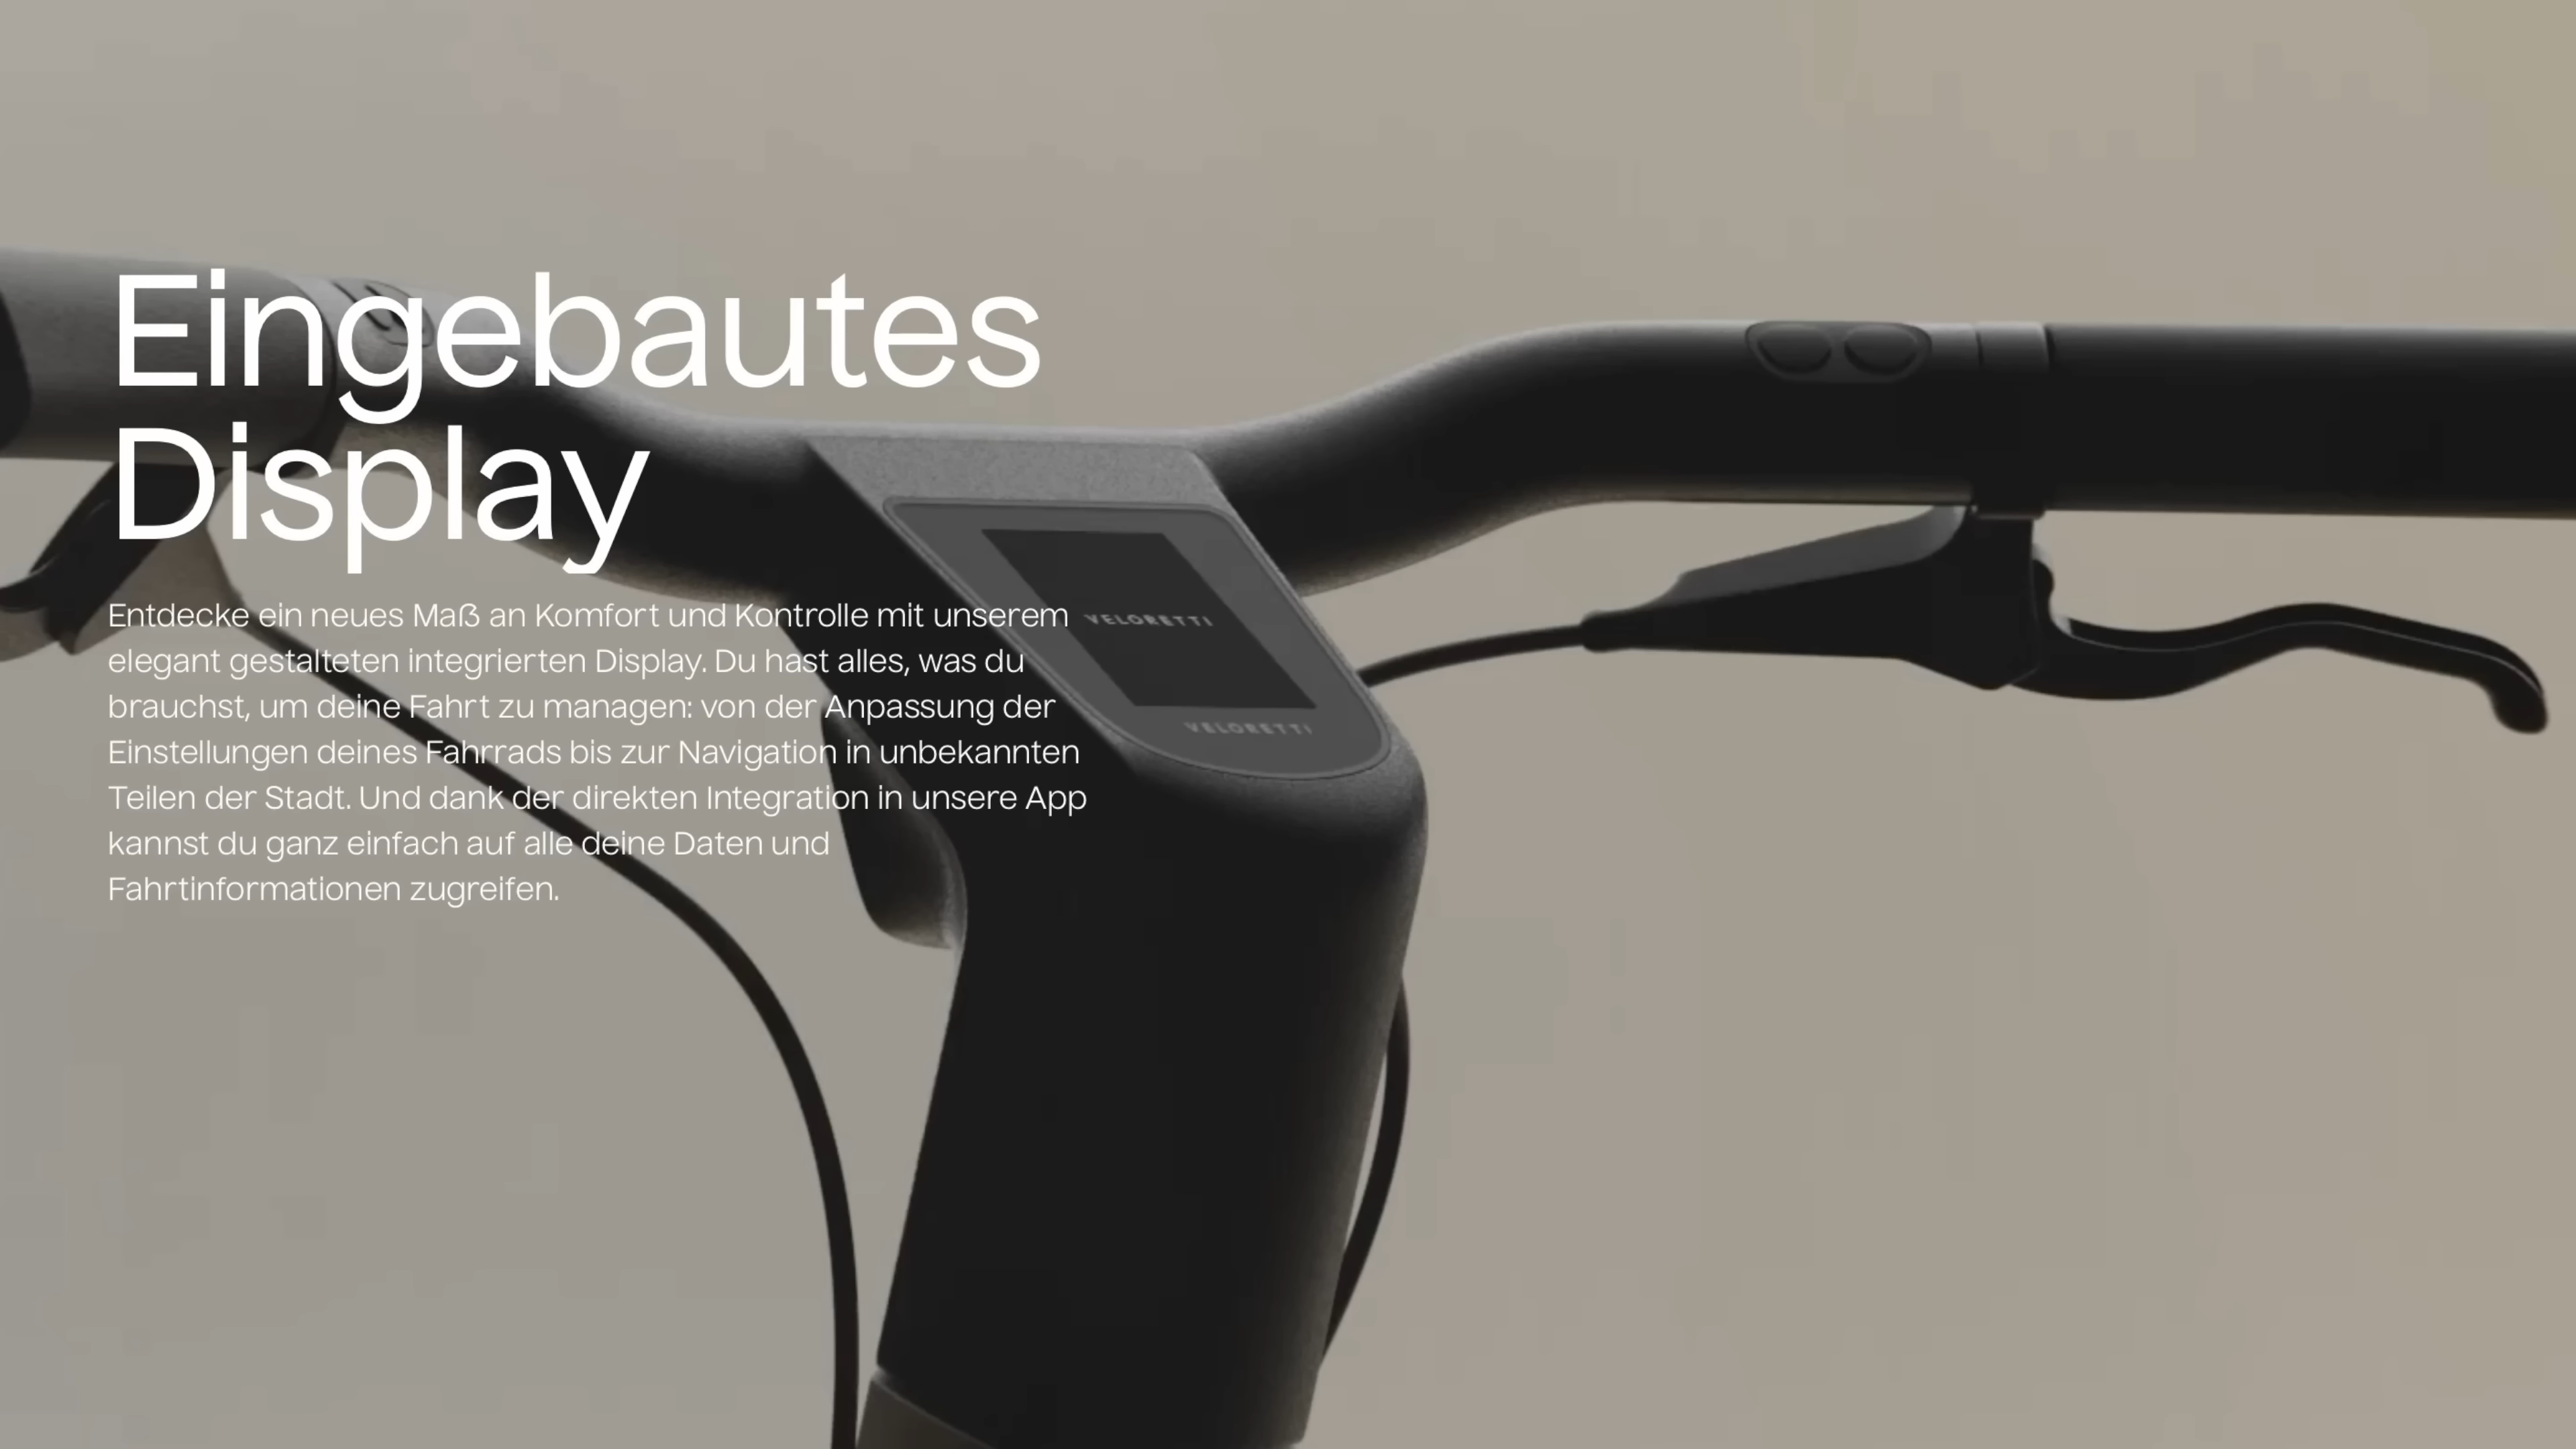 Eingebautes
Display
Entdecke ein neues Maß an Komfort und Kontrolle mit unserem
elegant gestalteten integrierten Display. Du hast alles, was du
brauchst, um deine Fahrt zu managen: von der Anpassung der
Einstellungen deines Fahrrads bis zur Navigation in unbekannten
Teilen der Stadt. Und dank der direkten Integration in unsere App
kannst du ganz einfach auf alle deine Daten und
Fahrtinformationen zugreifen.
VELORETTI
VELORETTI